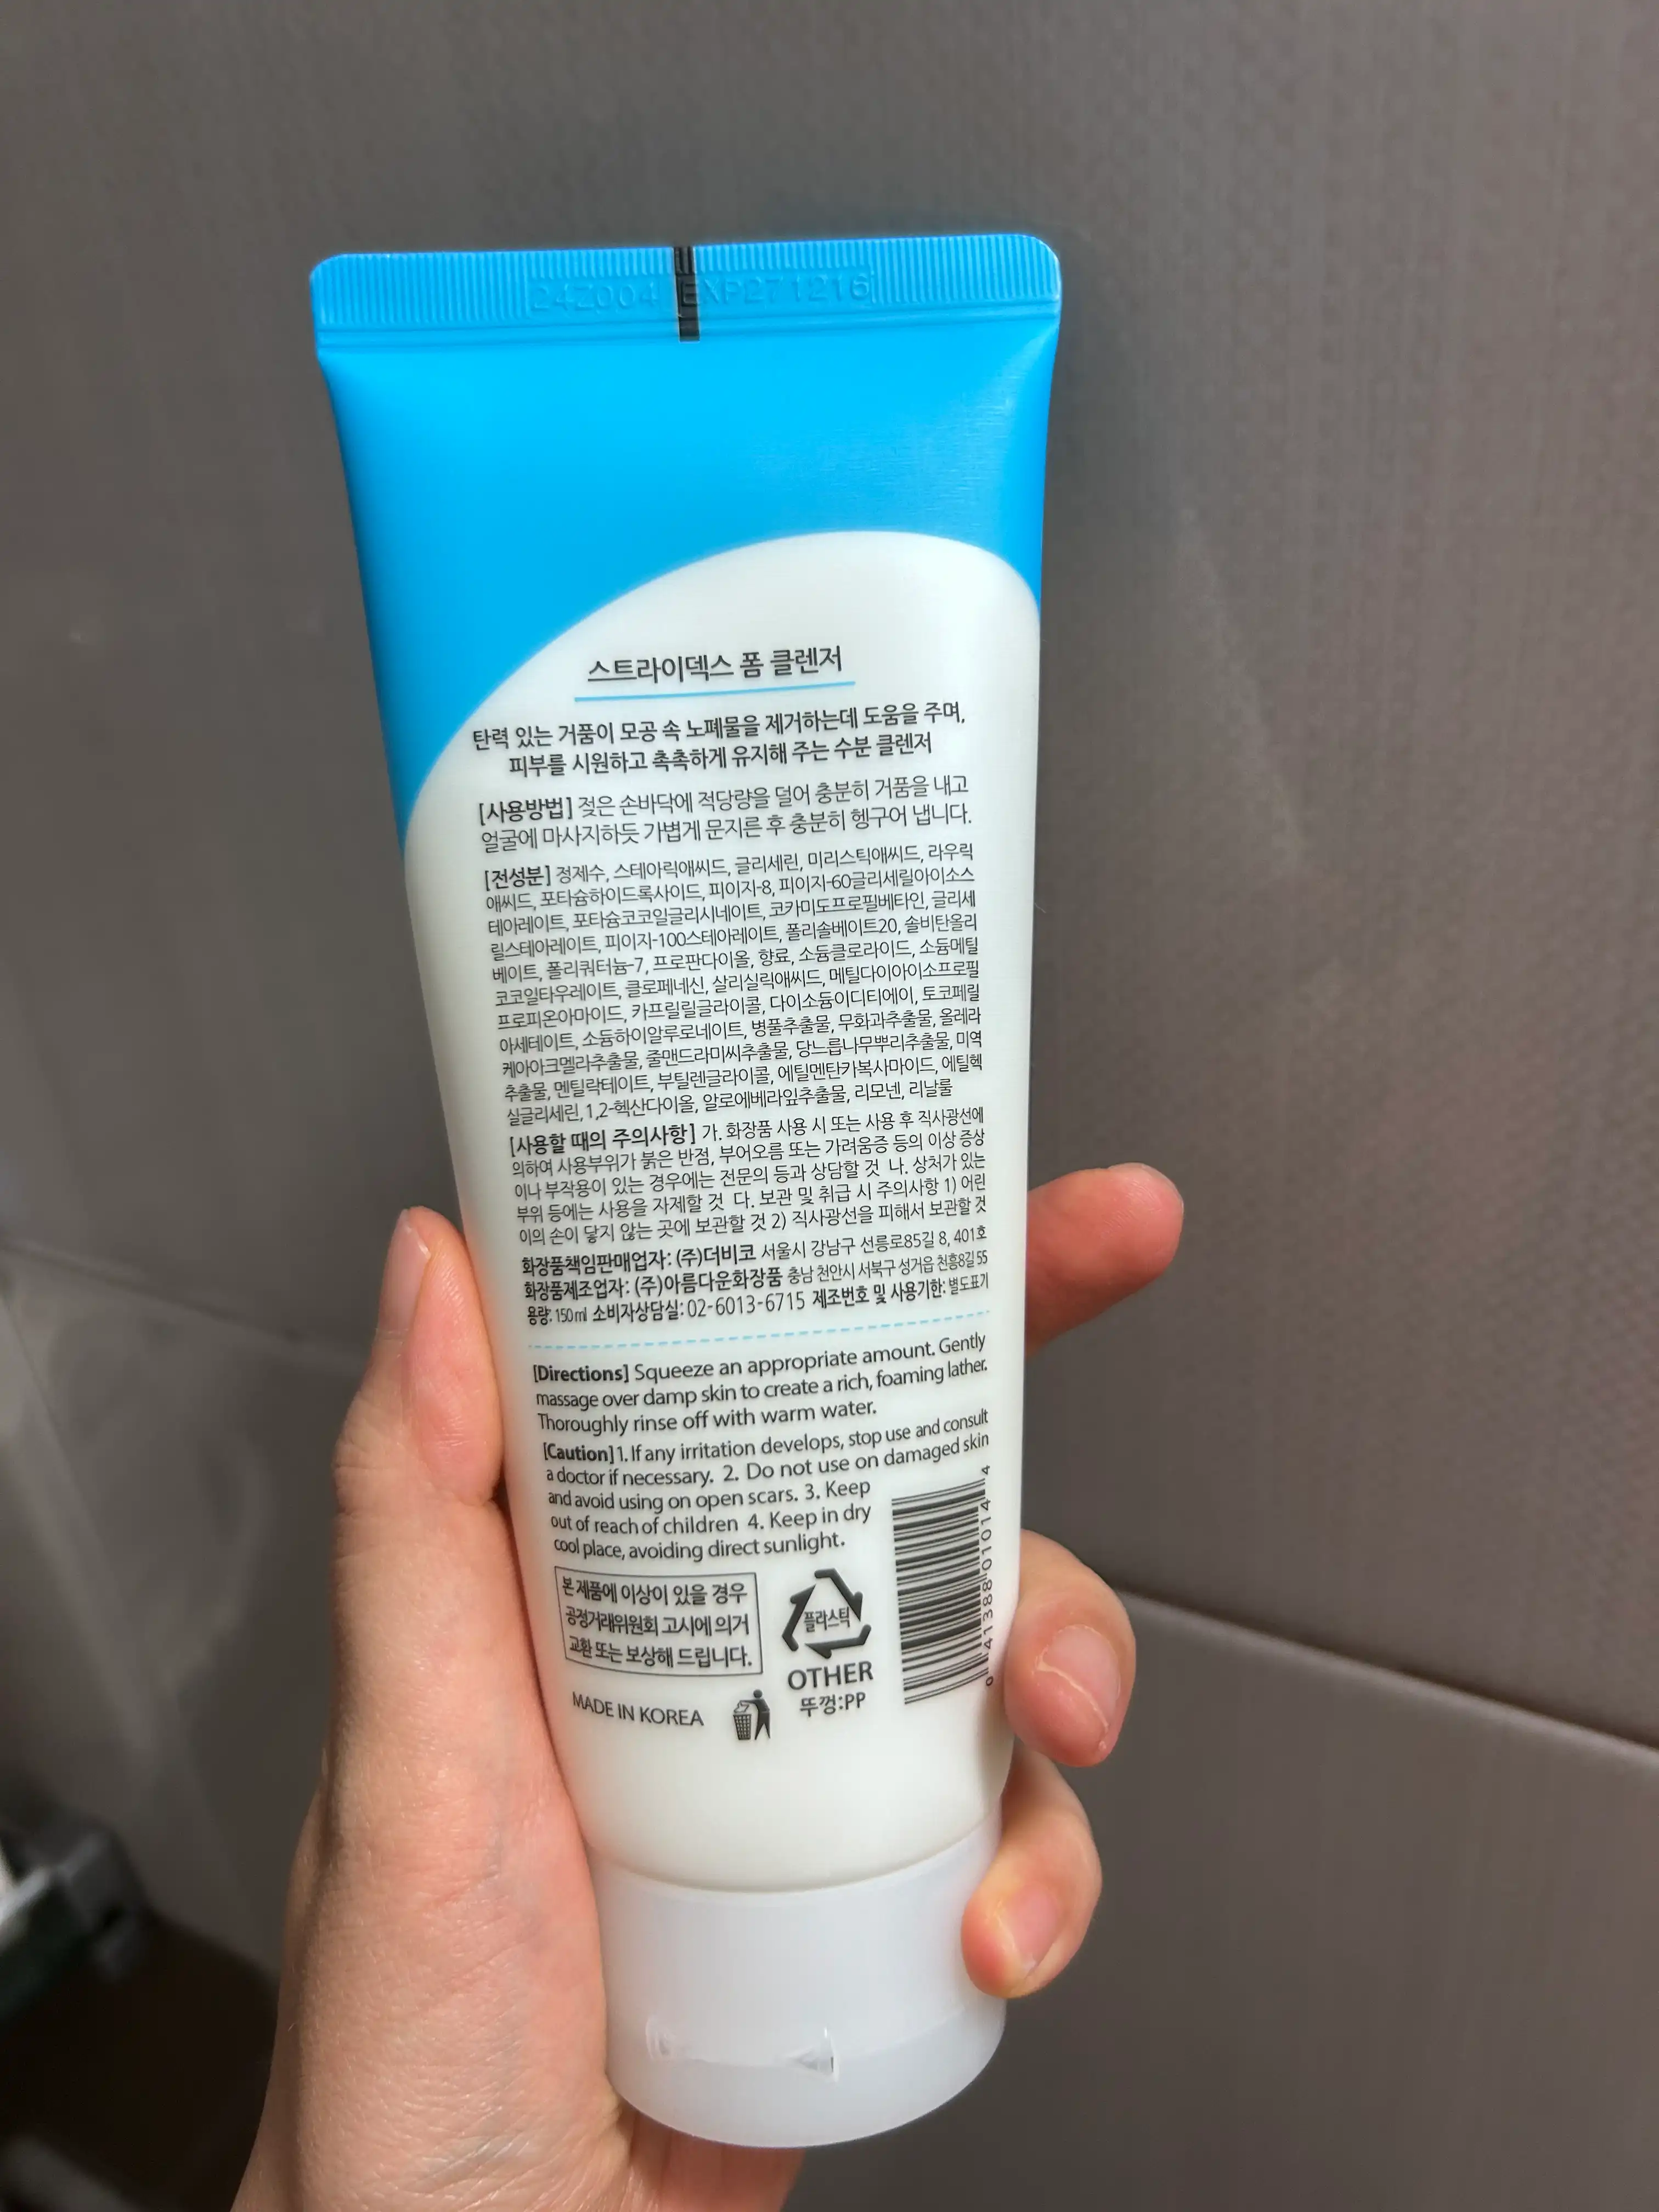 24Z004 EXP271216
스트라이덱스 폼 클렌저
탄력 있는 거품이 모공 속 노폐물을 제거하는데 도움을 주며,
피부를 시원하고 촉촉하게 유지해 주는 수분 클렌저
[사용방법] 젖은 손바닥에 적당량을 덜어 충분히 거품을 내고
얼굴에 마사지하듯 가볍게 문지른 후 충분히 헹구어 냅니다.
[전성분] 정제수, 스테아릭애씨드, 글리세린, 미리스틱애씨드, 라우릭
애씨드, 포타슘하이드록사이드, 피이지-8, 피이지-60글리세릴아이소스
테아레이트, 포타슘코코일글리시네이트, 코카미도프로필베타인, 글리세
릴스테아레이트, 피이지-100스테아레이트, 폴리솔베이트20, 솔비탄올리
베이트, 폴리쿼터늄-7, 프로판다이올, 향료, 소듐클로라이드, 소듐메틸
코코일타우레이트, 클로페네신, 살리실릭애씨드, 메틸다이아이소프로필
프로피온아마이드, 카프릴릴글라이콜, 다이소듐이디티에이, 토코페릴
아세테이트, 소듐하이알루로네이트, 병풀추출물, 무화과추출물, 올레라
케아아크멜라추출물, 줄맨드라미씨추출물, 당느릅나무뿌리추출물, 미역
추출물, 멘틸락테이트, 부틸렌글라이콜, 에틸멘탄카복사마이드, 에틸헥
실글리세린, 1,2-헥산다이올, 알로에베라잎추출물, 리모넨, 리날룰
[사용할 때의 주의사항] 가. 화장품 사용 시 또는 사용 후 직사광선에
의하여 사용부위가 붉은 반점, 부어오름 또는 가려움증 등의 이상 증상
이나 부작용이 있는 경우에는 전문의 등과 상담할 것 나. 상처가 있는
부위 등에는 사용을 자제할 것 다. 보관 및 취급 시 주의사항 1) 어린
이의 손이 닿지 않는 곳에 보관할 것 2) 직사광선을 피해서 보관할 것
화장품책임판매업자: (주)더비코 서울시 강남구 선릉로85길 8, 401호
화장품제조업자: (주)아름다운화장품 충남 천안시 서북구 성거읍 천흥8길 55
용량: 150ml 소비자상담실: 02-6013-6715 제조번호 및 사용기한: 별도표기
[Directions] Squeeze an appropriate amount. Gently
massage over damp skin to create a rich, foaming lather.
Thoroughly rinse off with warm water.
[Caution] 1. If any irritation develops, stop use and consult
a doctor if necessary. 2. Do not use on damaged skin
and avoid using on open scars. 3. Keep
out of reach of children 4. Keep in dry
cool place, avoiding direct sunlight.
본 제품에 이상이 있을 경우
공정거래위원회 고시에 의거
교환 또는 보상해 드립니다.
플라스틱
OTHER
뚜껑:PP
MADE IN KOREA
0 41388 01014 4